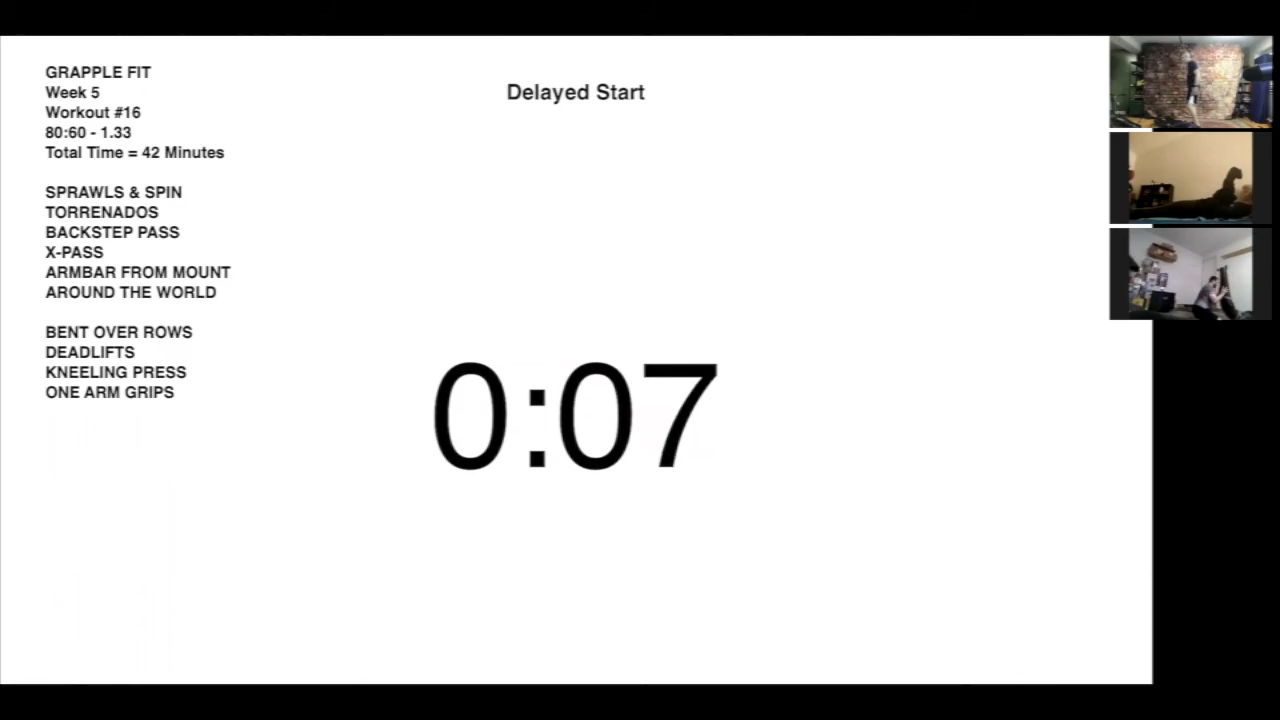 GRAPPLE FIT
Week 5
Workout #16
80:60 - 1.33
Total Time = 42 Minutes
SPRAWLS & SPIN
TORRENADOS
BACKSTEP PASS
X-PASS
ARMBAR FROM MOUNT
AROUND THE WORLD
BENT OVER ROWS
DEADLIFTS
KNEELING PRESS
ONE ARM GRIPS
Delayed Start
0:07